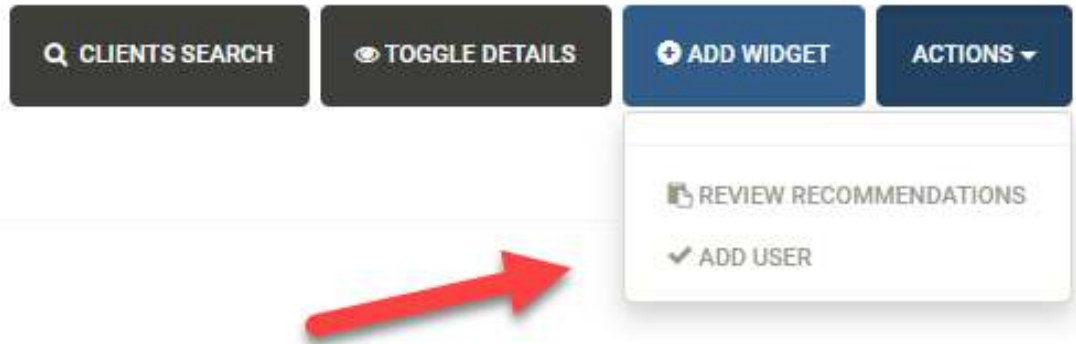 CLIENTS SEARCH TOGGLE DETAILS ADD WIDGET ACTIONS
REVIEW RECOMMENDATIONS
ADD USER